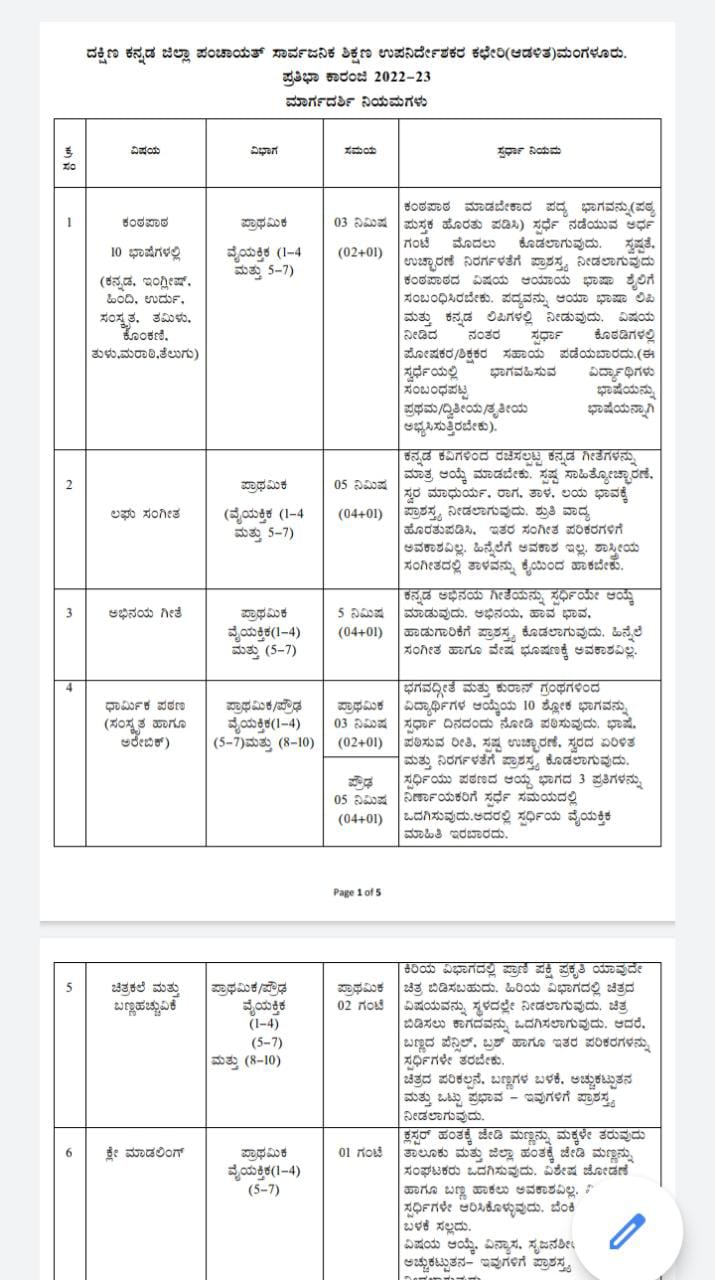 ದಕ್ಷಿಣ ಕನ್ನಡ ಜಿಲ್ಲಾ ಪಂಚಾಯತ್ ಸಾರ್ವಜನಿಕ ಶಿಕ್ಷಣ ಉಪನಿರ್ದೇಶಕರ ಕಛೇರಿ(ಆಡಳಿತ)ಮಂಗಳೂರು.
ಪ್ರತಿಭಾ ಕಾರಂಜಿ 2022-23
ಮಾರ್ಗದರ್ಶಿ ನಿಯಮಗಳು
ಕ್ರ ಸಂ
ವಿಷಯ
ವಿಭಾಗ
ಸಮಯ
ಸ್ಪರ್ಧಾ ನಿಯಮ
1
ಕಂಠಪಾಠ
10 ಭಾಷೆಗಳಲ್ಲಿ
(ಕನ್ನಡ, ಇಂಗ್ಲೀಷ್,
ಹಿಂದಿ, ಉರ್ದು,
ಸಂಸ್ಕೃತ, ತಮಿಳು,
ಕೊಂಕಣಿ,
ತುಳು,ಮರಾಠಿ,ತೆಲುಗು)
ಪ್ರಾಥಮಿಕ
ವೈಯಕ್ತಿಕ (1-4
ಮತ್ತು 5-7)
03 ನಿಮಿಷ
(02+01)
ಕಂಠಪಾಠ ಮಾಡಬೇಕಾದ ಪದ್ಯ ಭಾಗವನ್ನು(ಪಠ್ಯ
ಪುಸ್ತಕ ಹೊರತು ಪಡಿಸಿ) ಸ್ಪರ್ಧೆ ನಡೆಯುವ ಅರ್ಧ
ಗಂಟೆ ಮೊದಲು ಕೊಡಲಾಗುವುದು. ಸ್ಪಷ್ಟತೆ,
ಉಚ್ಛಾರಣೆ ನಿರರ್ಗಳತೆಗೆ ಪ್ರಾಶಸ್ತ್ಯ ನೀಡಲಾಗುವುದು
ಕಂಠಪಾಠದ ವಿಷಯ ಆಯಾಯ ಭಾಷಾ ಶೈಲಿಗೆ
ಸಂಬಂಧಿಸಿರಬೇಕು. ಪದ್ಯವನ್ನು ಆಯಾ ಭಾಷಾ ಲಿಪಿ
ಮತ್ತು ಕನ್ನಡ ಲಿಪಿಗಳಲ್ಲಿ ನೀಡುವುದು. ವಿಷಯ
ನೀಡಿದ ನಂತರ ಸ್ಪರ್ಧಾ ಕೊಠಡಿಗಳಲ್ಲಿ
ಪೋಷಕರ/ಶಿಕ್ಷಕರ ಸಹಾಯ ಪಡೆಯಬಾರದು.(ಈ
ಸ್ಪರ್ಧೆಯಲ್ಲಿ ಭಾಗವಹಿಸುವ ವಿದ್ಯಾರ್ಥಿಗಳು
ಸಂಬಂಧಪಟ್ಟ ಭಾಷೆಯನ್ನು
ಪ್ರಥಮ/ದ್ವಿತೀಯ/ತೃತೀಯ ಭಾಷೆಯನ್ನಾಗಿ
ಅಭ್ಯಸಿಸುತ್ತಿರಬೇಕು).
2
ಲಘು ಸಂಗೀತ
ಪ್ರಾಥಮಿಕ
(ವೈಯಕ್ತಿಕ (1-4
ಮತ್ತು 5-7)
05 ನಿಮಿಷ
(04+01)
ಕನ್ನಡ ಕವಿಗಳಿಂದ ರಚಿಸಲ್ಪಟ್ಟ ಕನ್ನಡ ಗೀತೆಗಳನ್ನು
ಮಾತ್ರ ಆಯ್ಕೆ ಮಾಡಬೇಕು. ಸ್ಪಷ್ಟ ಸಾಹಿತ್ಯೋಚ್ಛಾರಣೆ,
ಸ್ವರ ಮಾಧುರ್ಯ, ರಾಗ, ತಾಳ, ಲಯ ಭಾವಕ್ಕೆ
ಪ್ರಾಶಸ್ತ್ಯ ನೀಡಲಾಗುವುದು. ಶ್ರುತಿ ವಾದ್ಯ
ಹೊರತುಪಡಿಸಿ, ಇತರ ಸಂಗೀತ ಪರಿಕರಗಳಿಗೆ
ಅವಕಾಶವಿಲ್ಲ. ಹಿನ್ನೆಲೆಗೆ ಅವಕಾಶ ಇಲ್ಲ. ಶಾಸ್ತ್ರೀಯ
ಸಂಗೀತದಲ್ಲಿ ತಾಳವನ್ನು ಕೈಯಿಂದ ಹಾಕಬೇಕು.
3
ಅಭಿನಯ ಗೀತೆ
ಪ್ರಾಥಮಿಕ
ವೈಯಕ್ತಿಕ(1-4)
ಮತ್ತು (5-7)
5 ನಿಮಿಷ
(04+01)
ಕನ್ನಡ ಅಭಿನಯ ಗೀತೆಯನ್ನು ಸ್ಪರ್ಧಿಯೇ ಆಯ್ಕೆ
ಮಾಡುವುದು. ಅಭಿನಯ, ಹಾವ ಭಾವ,
ಹಾಡುಗಾರಿಕೆಗೆ ಪ್ರಾಶಸ್ತ್ಯ ಕೊಡಲಾಗುವುದು. ಹಿನ್ನೆಲೆ
ಸಂಗೀತ ಹಾಗೂ ವೇಷ ಭೂಷಣಕ್ಕೆ ಅವಕಾಶವಿಲ್ಲ.
4
ಧಾರ್ಮಿಕ ಪಠಣ
(ಸಂಸ್ಕೃತ ಹಾಗೂ
ಅರೇಬಿಕ್)
ಪ್ರಾಥಮಿಕ/ಪ್ರೌಢ
ವೈಯಕ್ತಿಕ(1-4)
(5-7)ಮತ್ತು (8-10)
ಪ್ರಾಥಮಿಕ
03 ನಿಮಿಷ
(02+01)
ಪ್ರೌಢ
05 ನಿಮಿಷ
(04+01)
ಭಗವದ್ಗೀತೆ ಮತ್ತು ಕುರಾನ್ ಗ್ರಂಥಗಳಿಂದ
ವಿದ್ಯಾರ್ಥಿಗಳ ಆಯ್ಕೆಯ 10 ಶ್ಲೋಕ ಭಾಗವನ್ನು
ಸ್ಪರ್ಧಾ ದಿನದಂದು ನೋಡಿ ಪಠಿಸುವುದು. ಭಾಷೆ,
ಪಠಿಸುವ ರೀತಿ, ಸ್ಪಷ್ಟ ಉಚ್ಛಾರಣೆ, ಸ್ವರದ ಏರಿಳಿತ
ಮತ್ತು ನಿರರ್ಗಳತೆಗೆ ಪ್ರಾಶಸ್ತ್ಯ ಕೊಡಲಾಗುವುದು.
ಸ್ಪರ್ಧಿಯು ಪಠಣದ ಆಯ್ದ ಭಾಗದ 3 ಪ್ರತಿಗಳನ್ನು
ನಿರ್ಣಾಯಕರಿಗೆ ಸ್ಪರ್ಧೆ ಸಮಯದಲ್ಲಿ
ಒದಗಿಸುವುದು.ಅದರಲ್ಲಿ ಸ್ಪರ್ಧಿಯ ವೈಯಕ್ತಿಕ
ಮಾಹಿತಿ ಇರಬಾರದು.
Page 1 of 5
5
ಚಿತ್ರಕಲೆ ಮತ್ತು
ಬಣ್ಣಹಚ್ಚುವಿಕೆ
ಪ್ರಾಥಮಿಕ/ಪ್ರೌಢ
ವೈಯಕ್ತಿಕ
(1-4)
(5-7)
ಮತ್ತು (8-10)
ಪ್ರಾಥಮಿಕ
02 ಗಂಟೆ
ಕಿರಿಯ ವಿಭಾಗದಲ್ಲಿ ಪ್ರಾಣಿ ಪಕ್ಷಿ ಪ್ರಕೃತಿ ಯಾವುದೇ
ಚಿತ್ರ ಬಿಡಿಸಬಹುದು. ಹಿರಿಯ ವಿಭಾಗದಲ್ಲಿ ಚಿತ್ರದ
ವಿಷಯವನ್ನು ಸ್ಥಳದಲ್ಲೇ ನೀಡಲಾಗುವುದು. ಚಿತ್ರ
ಬಿಡಿಸಲು ಕಾಗದವನ್ನು ಒದಗಿಸಲಾಗುವುದು. ಆದರೆ,
ಬಣ್ಣದ ಪೆನ್ಸಿಲ್, ಬ್ರಶ್ ಹಾಗೂ ಇತರ ಪರಿಕರಗಳನ್ನು
ಸ್ಪರ್ಧಿಗಳೇ ತರಬೇಕು.
ಚಿತ್ರದ ಪರಿಕಲ್ಪನೆ, ಬಣ್ಣಗಳ ಬಳಕೆ, ಅಚ್ಚುಕಟ್ಟುತನ
ಮತ್ತು ಒಟ್ಟು ಪ್ರಭಾವ - ಇವುಗಳಿಗೆ ಪ್ರಾಶಸ್ತ್ಯ
ನೀಡಲಾಗುವುದು.
6
ಕ್ಲೇ ಮಾಡಲಿಂಗ್
ಪ್ರಾಥಮಿಕ
ವೈಯಕ್ತಿಕ(1-4)
(5-7)
01 ಗಂಟೆ
ಕ್ಲಸ್ಟರ್ ಹಂತಕ್ಕೆ ಜೇಡಿ ಮಣ್ಣನ್ನು ಮಕ್ಕಳೇ ತರುವುದು
ತಾಲೂಕು ಮತ್ತು ಜಿಲ್ಲಾ ಹಂತಕ್ಕೆ ಜೇಡಿ ಮಣ್ಣನ್ನು
ಸಂಘಟಕರು ಒದಗಿಸುವುದು. ವಿಶೇಷ ಜೋಡಣೆ
ಹಾಗೂ ಬಣ್ಣ ಹಾಕಲು ಅವಕಾಶವಿಲ್ಲ.
ಸ್ಪರ್ಧಿಗಳೇ ಆರಿಸಿಕೊಳ್ಳುವುದು.
ಬಳಕೆ ಸಲ್ಲದು.
ವಿಷಯ ಆಯ್ಕೆ, ವಿನ್ಯಾಸ,
ಅಚ್ಚುಕಟ್ಟುತನ- ಇವುಗಳಿಗೆ ಪ್ರಾಶಸ್ತ್ಯ